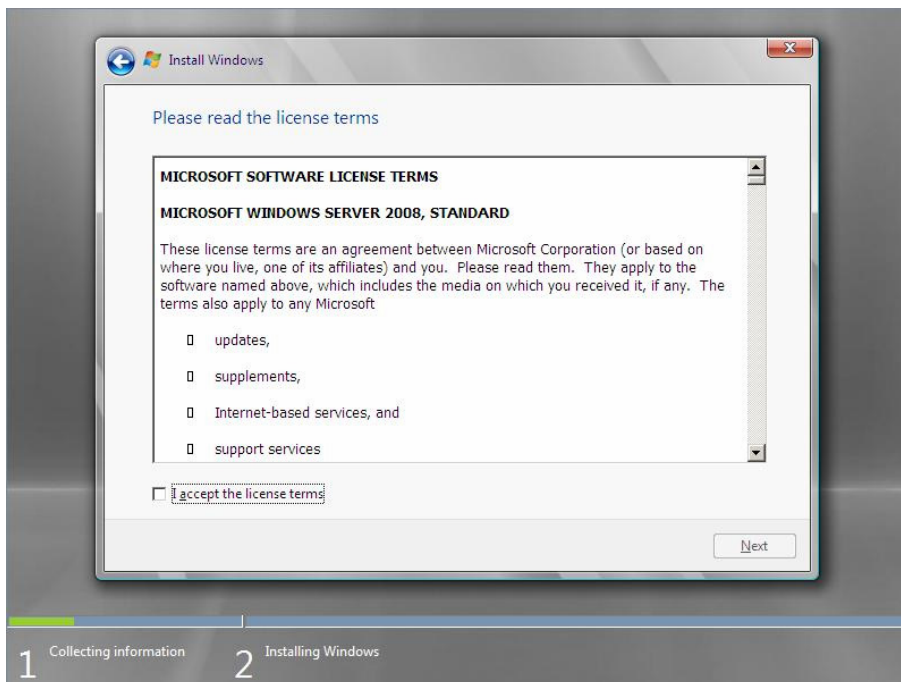 Install Windows
X
Please read the license terms
MICROSOFT SOFTWARE LICENSE TERMS
MICROSOFT WINDOWS SERVER 2008, STANDARD
These license terms are an agreement between Microsoft Corporation (or based on
where you live, one of its affiliates) and you.  Please read them.  They apply to the
software named above, which includes the media on which you received it, if any.  The
terms also apply to any Microsoft
▯ updates,
▯ supplements,
▯ Internet-based services, and
▯ support services
I accept the license terms
Next
1 Collecting information
2 Installing Windows